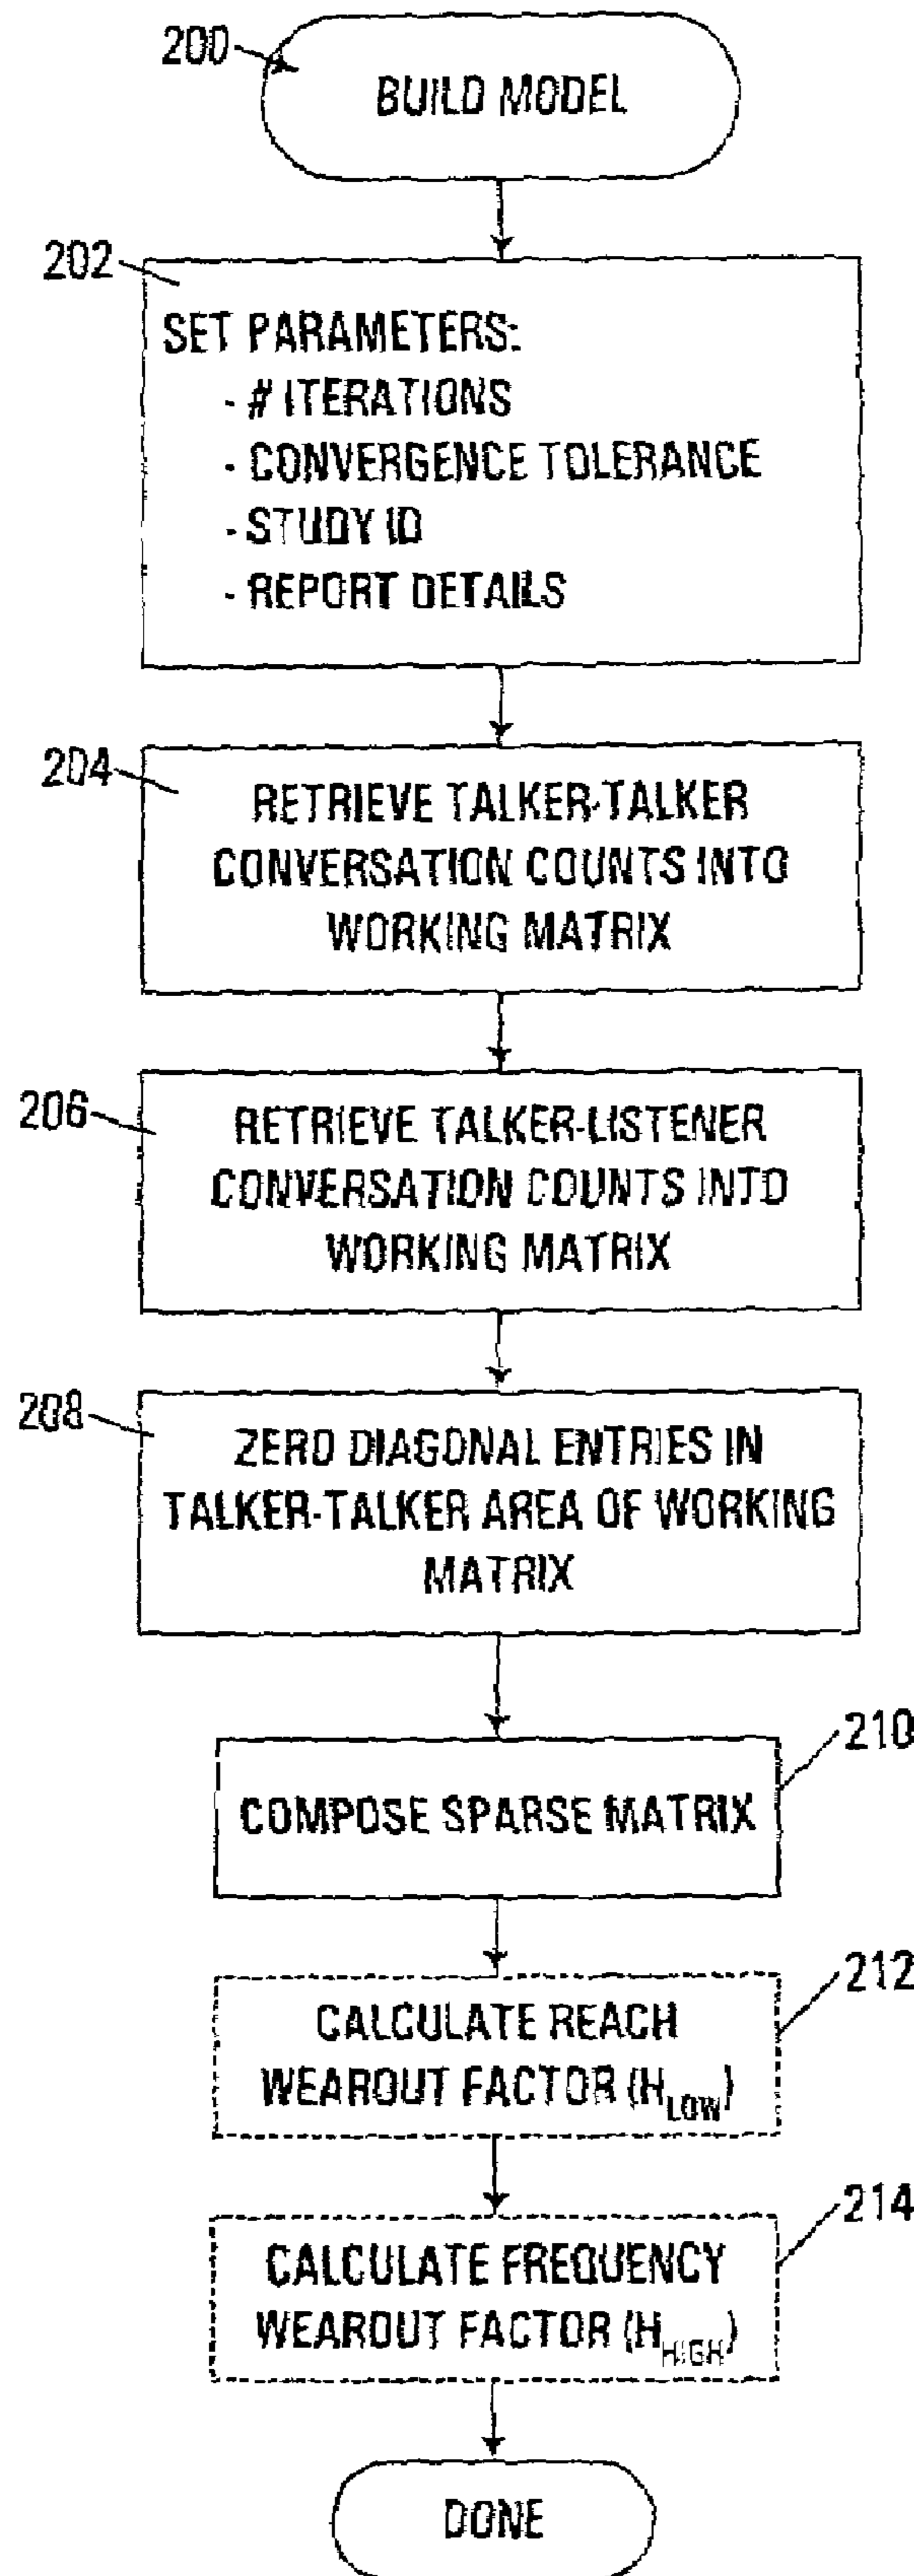 200
BUILD MODEL
202
SET PARAMETERS:
- # ITERATIONS
- CONVERGENCE TOLERANCE
- STUDY ID
- REPORT DETAILS
204
RETRIEVE TALKER-TALKER
CONVERSATION COUNTS INTO
WORKING MATRIX
206
RETRIEVE TALKER-LISTENER
CONVERSATION COUNTS INTO
WORKING MATRIX
208
ZERO DIAGONAL ENTRIES IN
TALKER-TALKER AREA OF WORKING
MATRIX
210
COMPOSE SPARSE MATRIX
212
CALCULATE REACH
WEAROUT FACTOR (H_LOW)
214
CALCULATE FREQUENCY
WEAROUT FACTOR (H_HIGH)
DONE